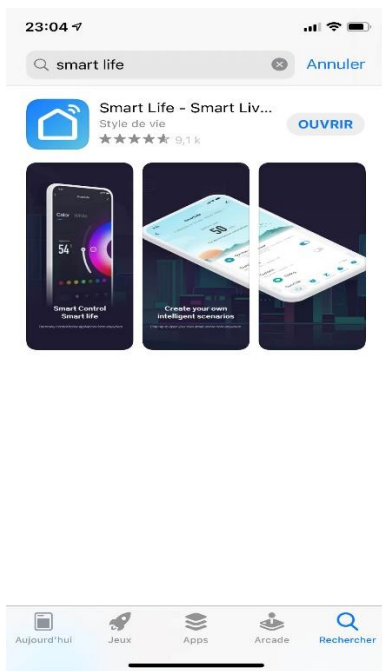 23:04
smart life
Annuler
Smart Life - Smart Liv...
Style de vie
OUVRIR
9,1 k
54
50
Smart Control
Smart life
Create your own
intelligent scenarios
Aujourd'hui
Jeux
Apps
Arcade
Rechercher